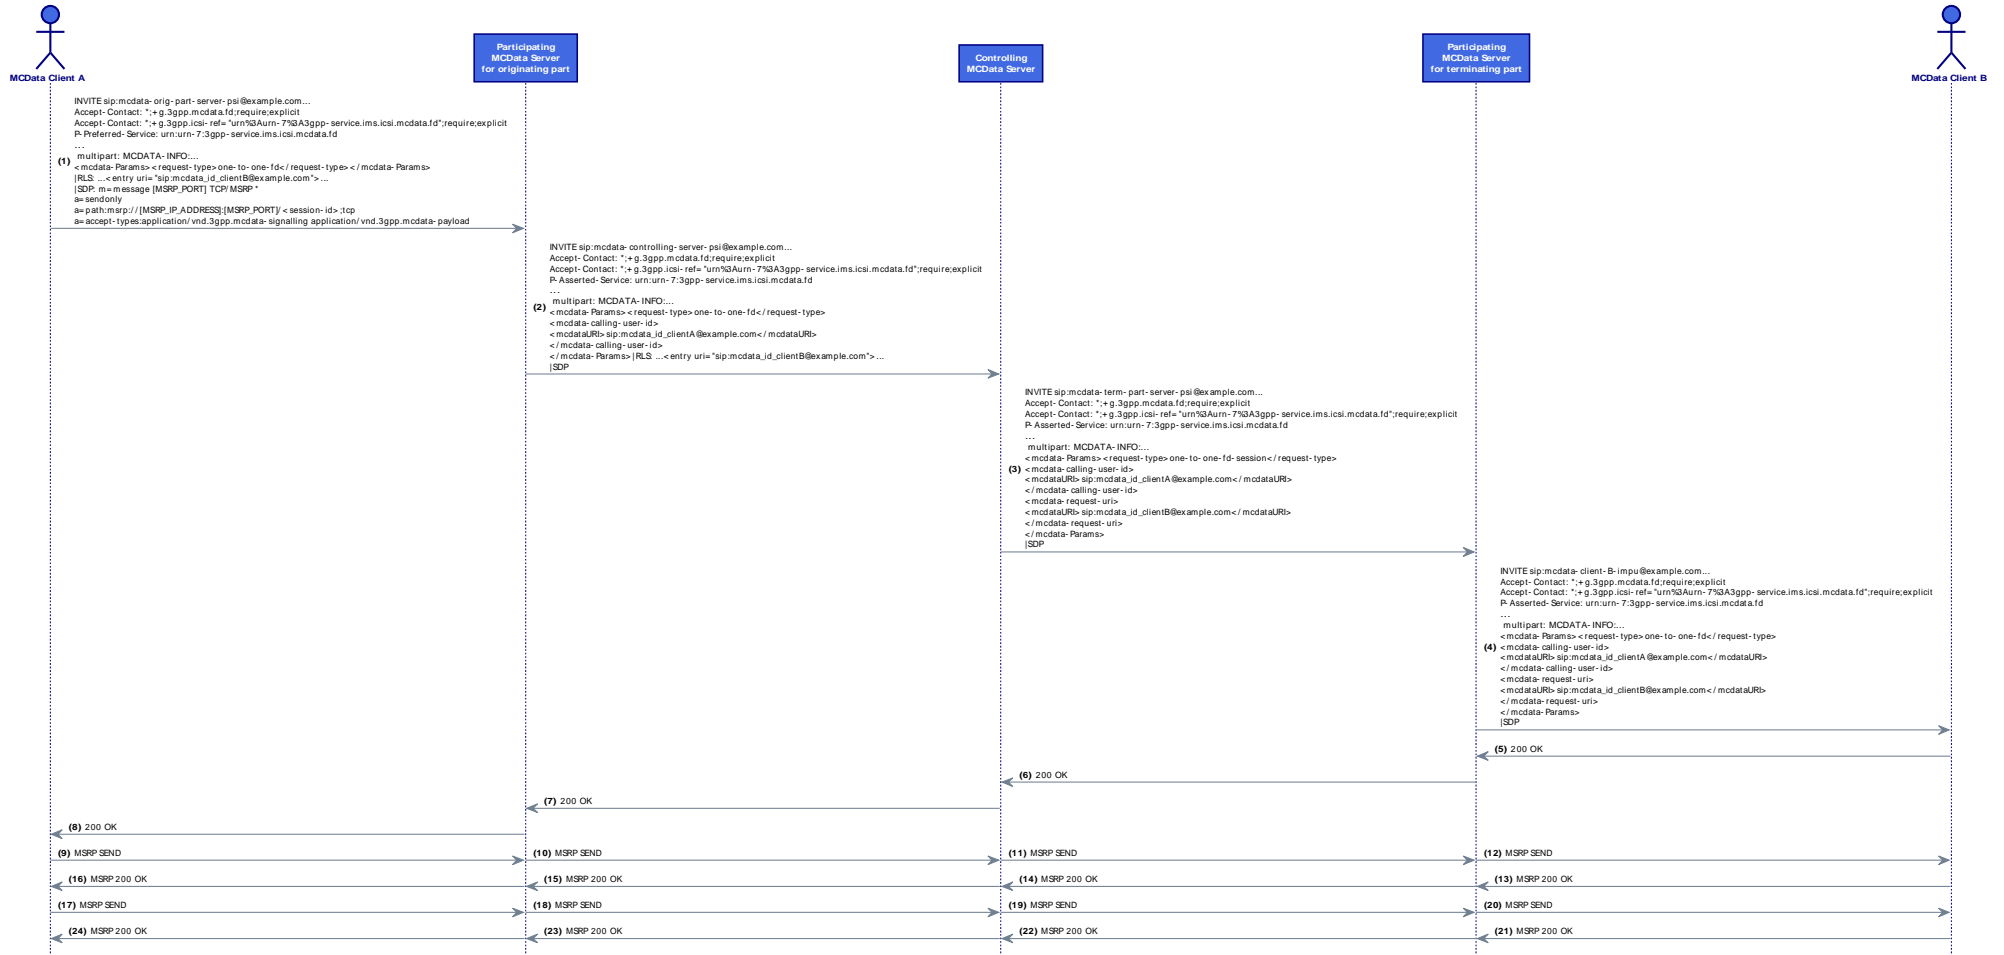 MCData Client A
Participating
MCData Server
for originating part
Controlling
MCData Server
Participating
MCData Server
for terminating part
MCData Client B
INVITE sip:mcdata-orig-part-server-psi@example.com...
Accept-Contact: *;+g.3gpp.mcdata.fd;require;explicit
Accept-Contact: *;+g.3gpp.icsi-ref="urn%3Aurn-7%3A3gpp-service.ims.icsi.mcdata.fd";require;explicit
P-Preferred-Service: urn:urn-7:3gpp-service.ims.icsi.mcdata.fd
...
multipart: MCDATA-INFO:...
(1) <mcdata-Params><request-type>one-to-one-fd</request-type></mcdata-Params>
|RLS: ...<entry uri="sip:mcdata_id_clientB@example.com">...
|SDP: m=message [MSRP_PORT] TCP/MSRP *
a=sendonly
a=path:msrp://[MSRP_IP_ADDRESS]:[MSRP_PORT]/<session-id>;tcp
a=accept-types:application/vnd.3gpp.mcdata-signalling application/vnd.3gpp.mcdata-payload
INVITE sip:mcdata-controlling-server-psi@example.com...
Accept-Contact: *;+g.3gpp.mcdata.fd;require;explicit
Accept-Contact: *;+g.3gpp.icsi-ref="urn%3Aurn-7%3A3gpp-service.ims.icsi.mcdata.fd";require;explicit
P-Asserted-Service: urn:urn-7:3gpp-service.ims.icsi.mcdata.fd
...
multipart: MCDATA-INFO:...
(2) <mcdata-Params><request-type>one-to-one-fd</request-type>
<mcdata-calling-user-id>
<mcdataURI>sip:mcdata_id_clientA@example.com</mcdataURI>
</mcdata-calling-user-id>
</mcdata-Params>|RLS: ...<entry uri="sip:mcdata_id_clientB@example.com">...
|SDP
INVITE sip:mcdata-term-part-server-psi@example.com...
Accept-Contact: *;+g.3gpp.mcdata.fd;require;explicit
Accept-Contact: *;+g.3gpp.icsi-ref="urn%3Aurn-7%3A3gpp-service.ims.icsi.mcdata.fd";require;explicit
P-Asserted-Service: urn:urn-7:3gpp-service.ims.icsi.mcdata.fd
...
multipart: MCDATA-INFO:...
<mcdata-Params><request-type>one-to-one-fd-session</request-type>
(3) <mcdata-calling-user-id>
<mcdataURI>sip:mcdata_id_clientA@example.com</mcdataURI>
</mcdata-calling-user-id>
<mcdata-request-uri>
<mcdataURI>sip:mcdata_id_clientB@example.com</mcdataURI>
</mcdata-request-uri>
</mcdata-Params>
|SDP
INVITE sip:mcdata-client-B-impu@example.com...
Accept-Contact: *;+g.3gpp.mcdata.fd;require;explicit
Accept-Contact: *;+g.3gpp.icsi-ref="urn%3Aurn-7%3A3gpp-service.ims.icsi.mcdata.fd";require;explicit
P-Asserted-Service: urn:urn-7:3gpp-service.ims.icsi.mcdata.fd
...
multipart: MCDATA-INFO:...
<mcdata-Params><request-type>one-to-one-fd</request-type>
(4) <mcdata-calling-user-id>
<mcdataURI>sip:mcdata_id_clientA@example.com</mcdataURI>
</mcdata-calling-user-id>
<mcdata-request-uri>
<mcdataURI>sip:mcdata_id_clientB@example.com</mcdataURI>
</mcdata-request-uri>
</mcdata-Params>
|SDP
(5) 200 OK
(6) 200 OK
(7) 200 OK
(8) 200 OK
(9) MSRP SEND
(10) MSRP SEND
(11) MSRP SEND
(12) MSRP SEND
(16) MSRP 200 OK
(15) MSRP 200 OK
(14) MSRP 200 OK
(13) MSRP 200 OK
(17) MSRP SEND
(18) MSRP SEND
(19) MSRP SEND
(20) MSRP SEND
(24) MSRP 200 OK
(23) MSRP 200 OK
(22) MSRP 200 OK
(21) MSRP 200 OK